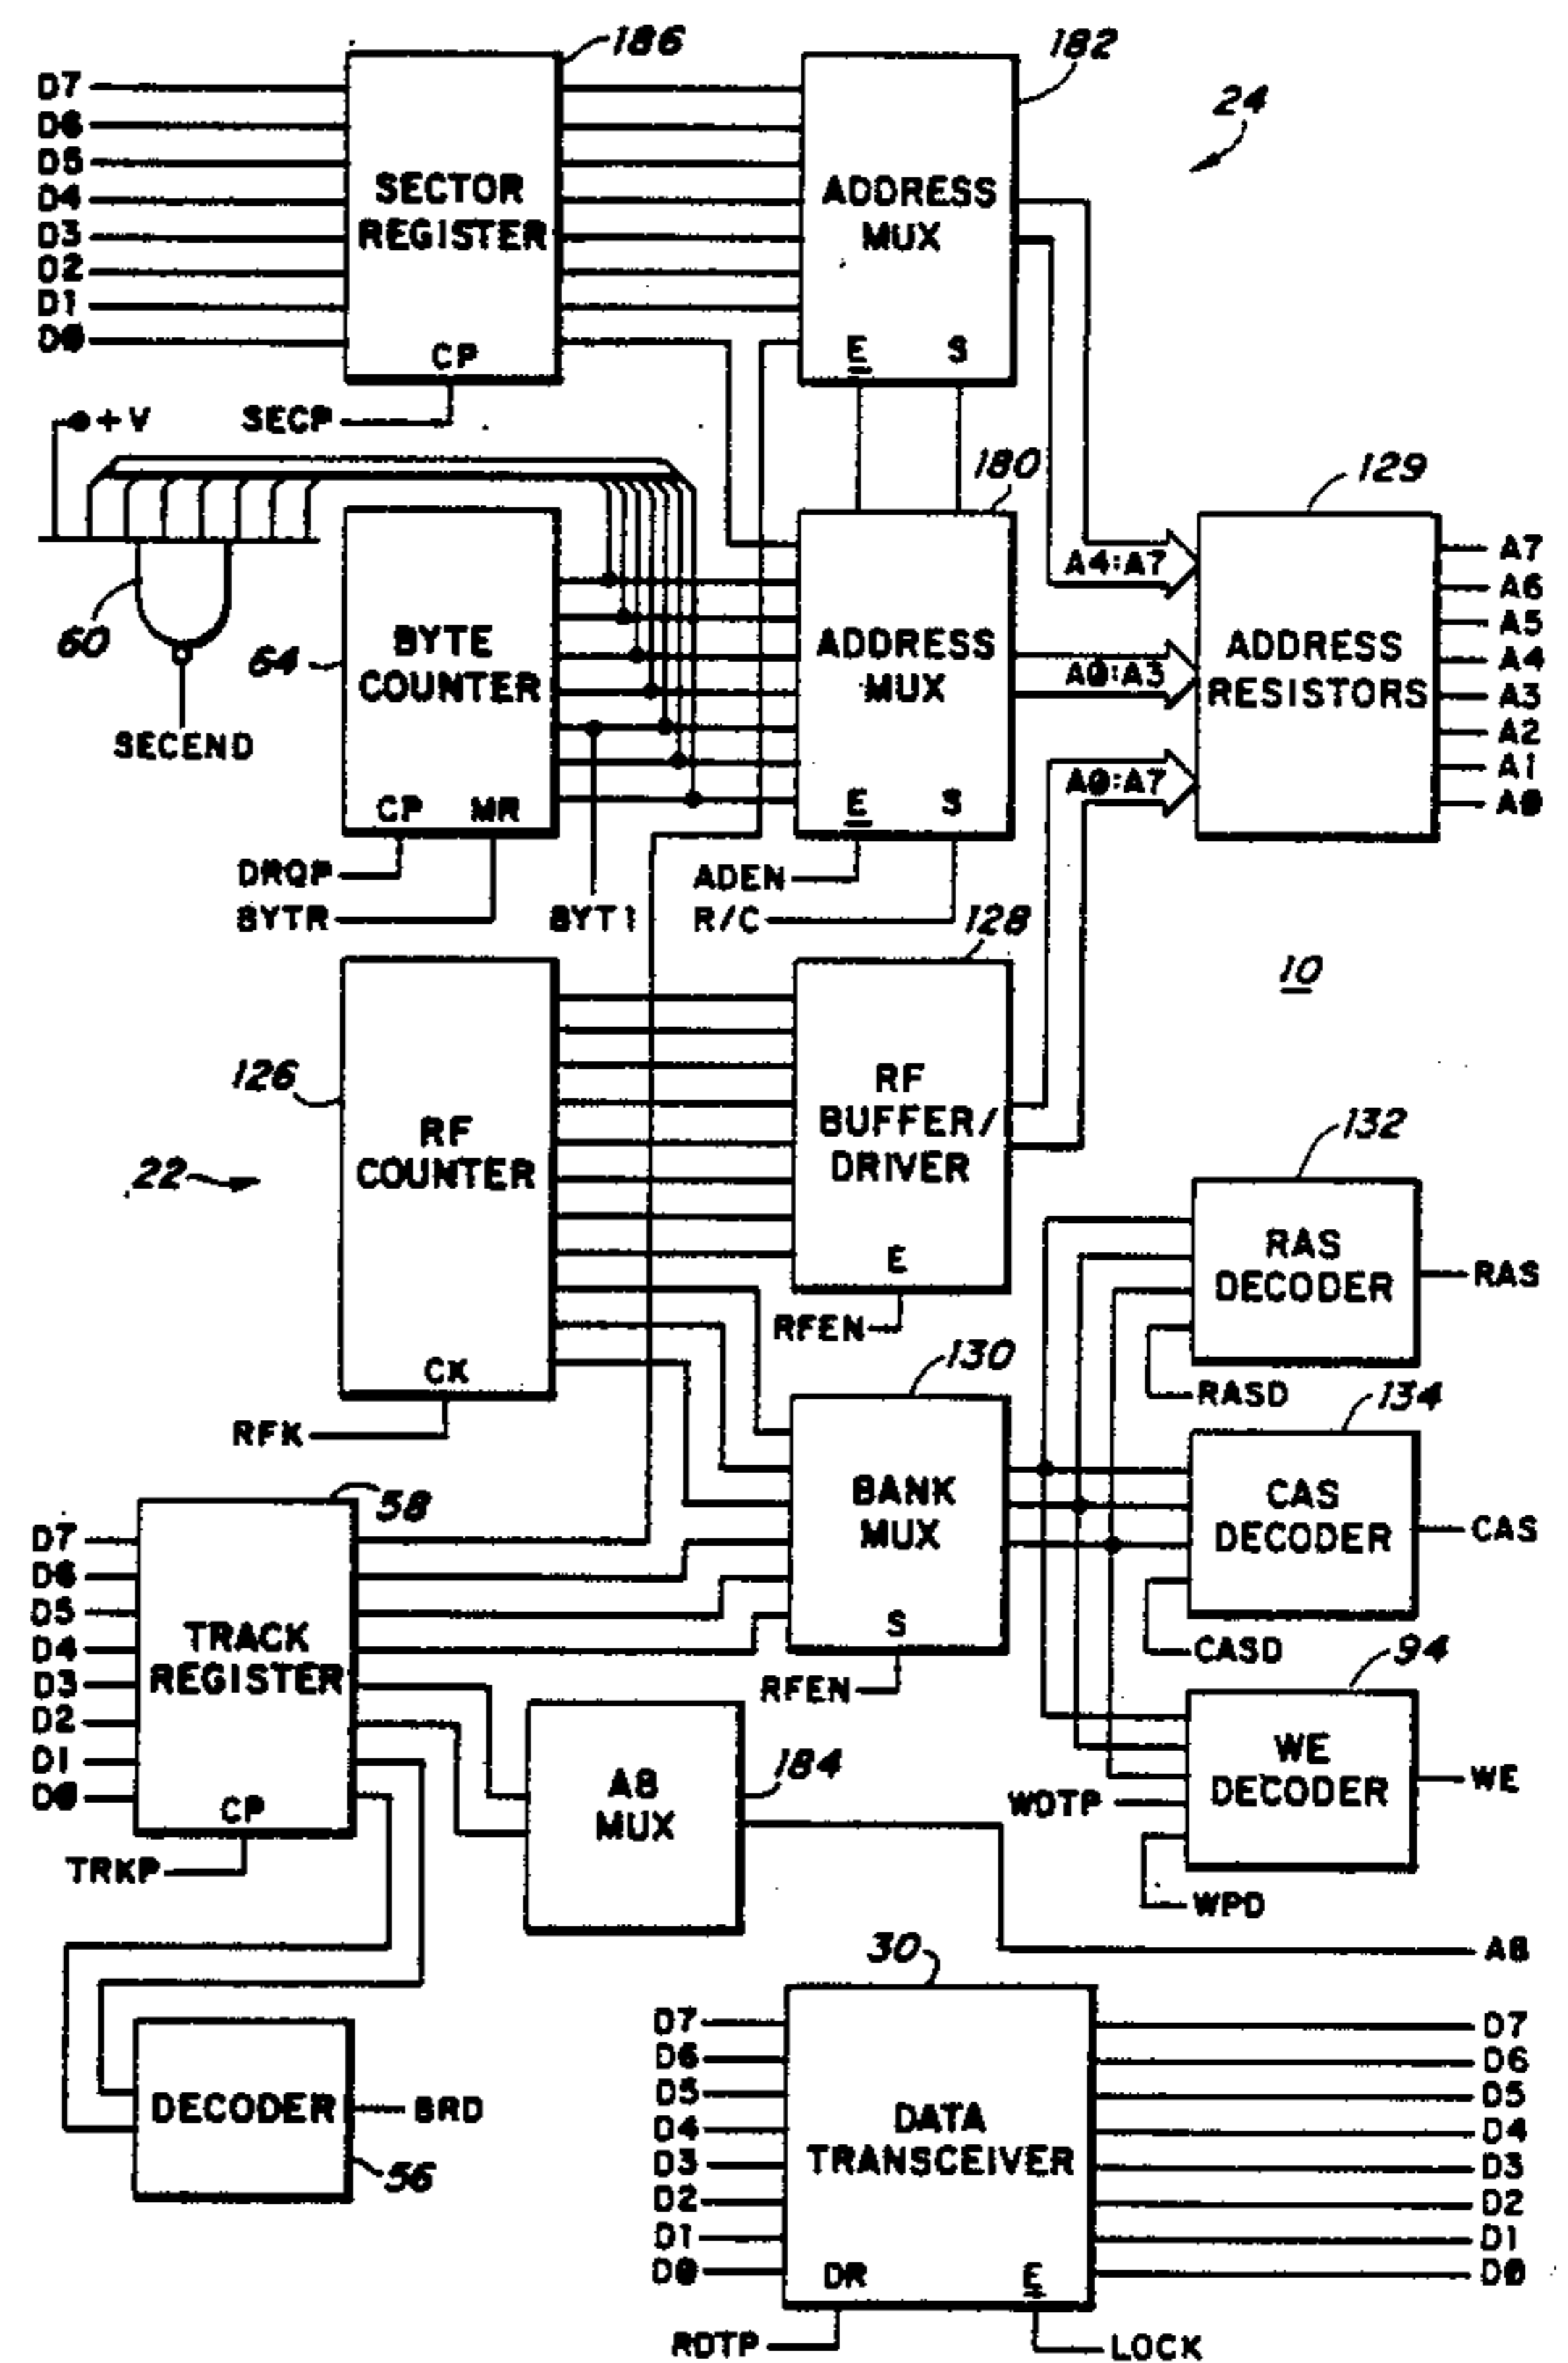 186
182
24
D7
D6
D5
D4
D3
D2
D1
D0
SECTOR
REGISTER
CP
SECP
ADDRESS
MUX
E
S
+V
60
SECEND
64
BYTE
COUNTER
CP
MR
DRQP
BYTR
BYT1
180
ADDRESS
MUX
E
S
ADEN
R/C
A4:A7
A0:A3
A0:A7
129
ADDRESS
RESISTORS
A7
A6
A5
A4
A3
A2
A1
A0
10
126
22
RF
COUNTER
CK
RFK
128
RF
BUFFER/
DRIVER
E
RFEN
130
BANK
MUX
S
RFEN
132
RAS
DECODER
RAS
RASD
134
CAS
DECODER
CAS
CASD
94
WE
DECODER
WE
WDTP
WPD
58
D7
D6
D5
D4
D3
D2
D1
D0
TRACK
REGISTER
CP
TRKP
A8
MUX
184
A8
DECODER
BRD
56
30
D7
D6
D5
D4
D3
D2
D1
D0
DATA
TRANSCEIVER
DR
E
RDTP
LOCK
D7
D6
D5
D4
D3
D2
D1
D0